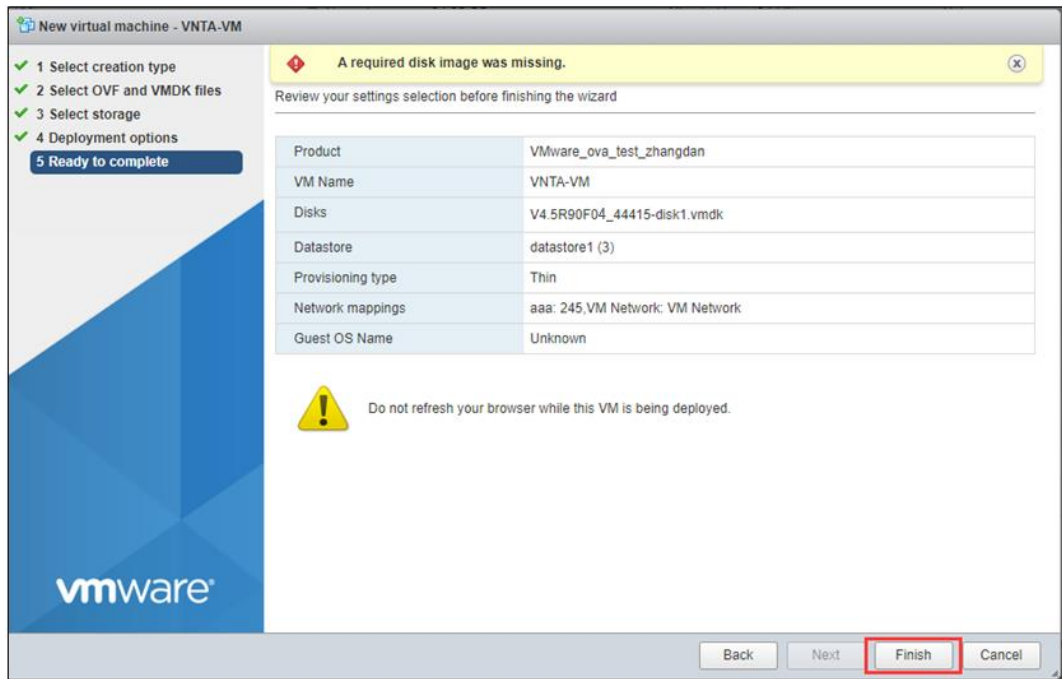 New virtual machine - VNTA-VM
1 Select creation type
2 Select OVF and VMDK files
3 Select storage
4 Deployment options
5 Ready to complete
A required disk image was missing.
Review your settings selection before finishing the wizard
Product VMware_ova_test_zhangdan
VM Name VNTA-VM
Disks V4.5R90F04_44415-disk1.vmdk
Datastore datastore1 (3)
Provisioning type Thin
Network mappings aaa: 245,VM Network: VM Network
Guest OS Name Unknown
Do not refresh your browser while this VM is being deployed.
vmware®
Back Next Finish Cancel